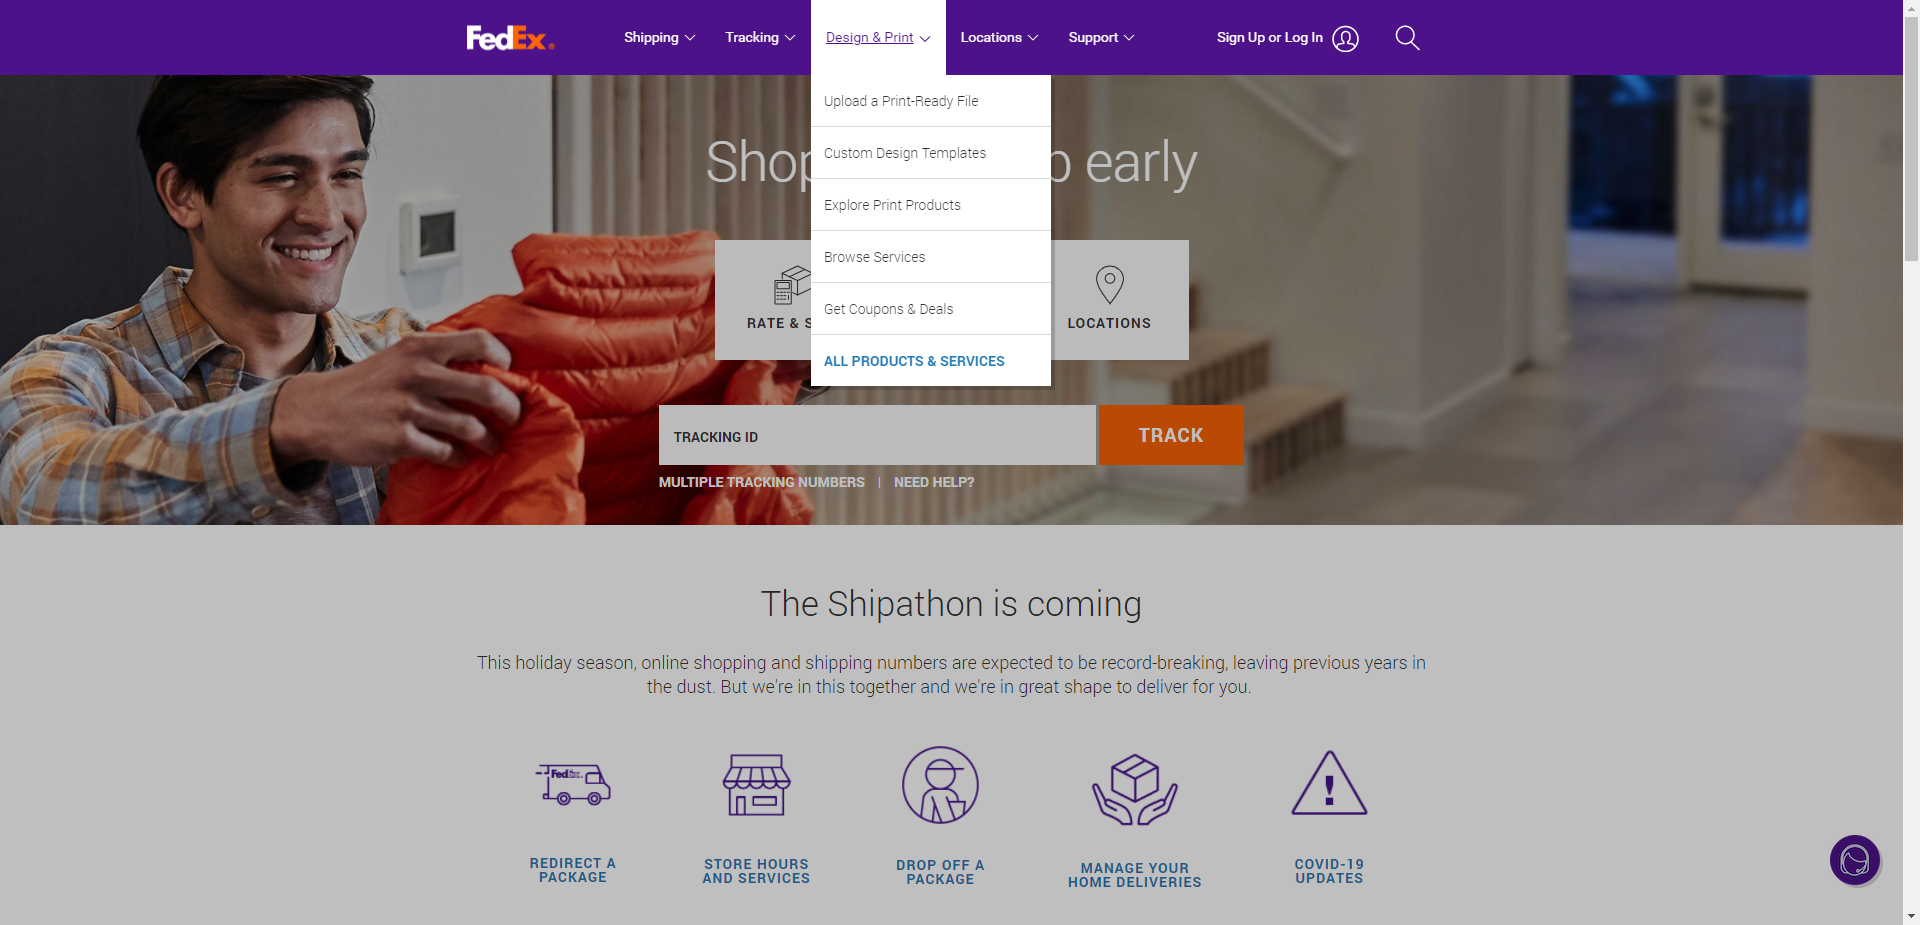 FedEx®
Shipping
Tracking
Design & Print
Locations
Support
Sign Up or Log In
Upload a Print-Ready File
Custom Design Templates
Explore Print Products
Browse Services
Get Coupons & Deals
ALL PRODUCTS & SERVICES
early
RATE &
LOCATIONS
TRACKING ID
TRACK
MULTIPLE TRACKING NUMBERS | NEED HELP?
The Shipathon is coming
This holiday season, online shopping and shipping numbers are expected to be record-breaking, leaving previous years in
the dust. But we're in this together and we're in great shape to deliver for you.
FedEx
REDIRECT A
PACKAGE
STORE HOURS
AND SERVICES
DROP OFF A
PACKAGE
MANAGE YOUR
HOME DELIVERIES
COVID-19
UPDATES